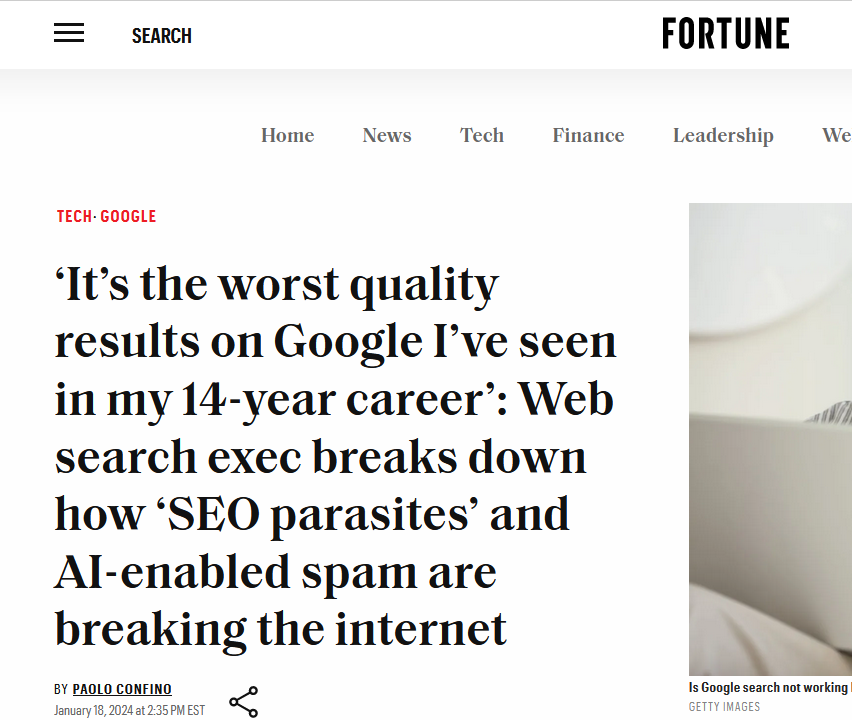 SEARCH
FORTUNE
Home News Tech Finance Leadership We
TECH· GOOGLE
‘It’s the worst quality
results on Google I’ve seen
in my 14-year career’: Web
search exec breaks down
how ‘SEO parasites’ and
AI-enabled spam are
breaking the internet
BY PAOLO CONFINO
January 18, 2024 at 2:35 PM EST
Is Google search not working
GETTY IMAGES